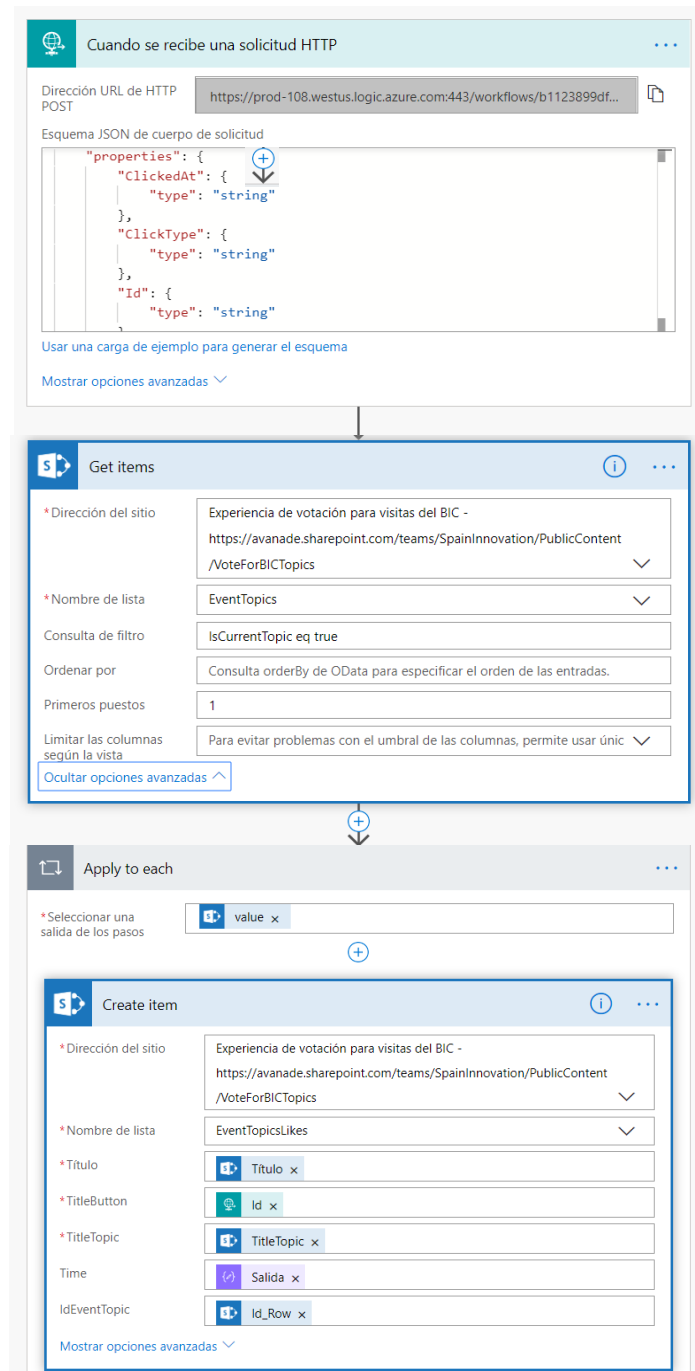 Cuando se recibe una solicitud HTTP
Dirección URL de HTTP
POST
https://prod-108.westus.logic.azure.com:443/workflows/b1123899df...
Esquema JSON de cuerpo de solicitud
"properties": {
"ClickedAt": {
"type": "string"
},
"ClickType": {
"type": "string"
},
"Id": {
"type": "string"
}
Usar una carga de ejemplo para generar el esquema
Mostrar opciones avanzadas
Get items
*Dirección del sitio
Experiencia de votación para visitas del BIC -
https://avanade.sharepoint.com/teams/SpainInnovation/PublicContent
/VoteForBICTopics
*Nombre de lista
EventTopics
Consulta de filtro
IsCurrentTopic eq true
Ordenar por
Consulta orderBy de OData para especificar el orden de las entradas.
Primeros puestos
1
Limitar las columnas
según la vista
Para evitar problemas con el umbral de las columnas, permite usar únic
Ocultar opciones avanzadas
Apply to each
*Seleccionar una
salida de los pasos
value x
Create item
*Dirección del sitio
Experiencia de votación para visitas del BIC -
https://avanade.sharepoint.com/teams/SpainInnovation/PublicContent
/VoteForBICTopics
*Nombre de lista
EventTopicsLikes
*Título
Título x
*TitleButton
Id x
*TitleTopic
TitleTopic x
Time
Salida x
IdEventTopic
Id_Row x
Mostrar opciones avanzadas